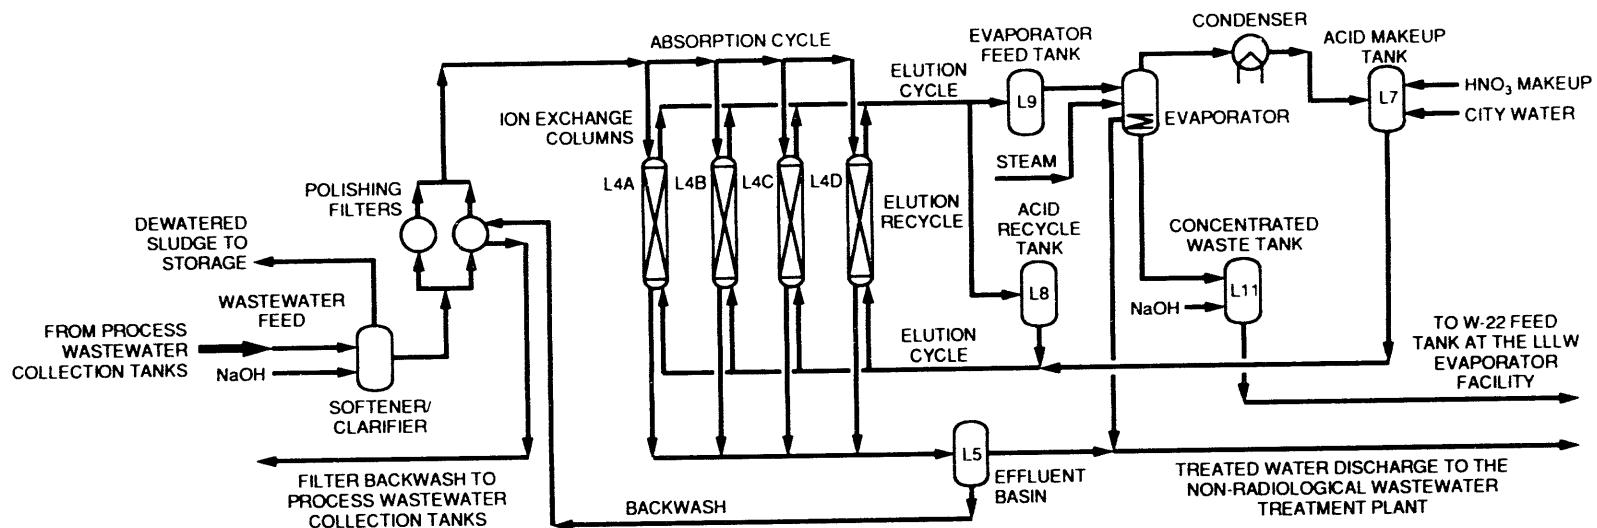 CONDENSER
ABSORPTION CYCLE
EVAPORATOR
FEED TANK
ACID MAKEUP
TANK
ELUTION
CYCLE
L9
L7
HNO₃ MAKEUP
CITY WATER
ION EXCHANGE
COLUMNS
EVAPORATOR
STEAM
POLISHING
FILTERS
L4A
L4B
L4C
L4D
ELUTION
RECYCLE
ACID
RECYCLE
TANK
CONCENTRATED
WASTE TANK
DEWATERED
SLUDGE TO
STORAGE
L8
L11
NaOH
WASTEWATER
FEED
FROM PROCESS
WASTEWATER
COLLECTION TANKS
NaOH
ELUTION
CYCLE
TO W-22 FEED
TANK AT THE LLLW
EVAPORATOR
FACILITY
SOFTENER/
CLARIFIER
L5
EFFLUENT
BASIN
FILTER BACKWASH TO
PROCESS WASTEWATER
COLLECTION TANKS
BACKWASH
TREATED WATER DISCHARGE TO THE
NON-RADIOLOGICAL WASTEWATER
TREATMENT PLANT